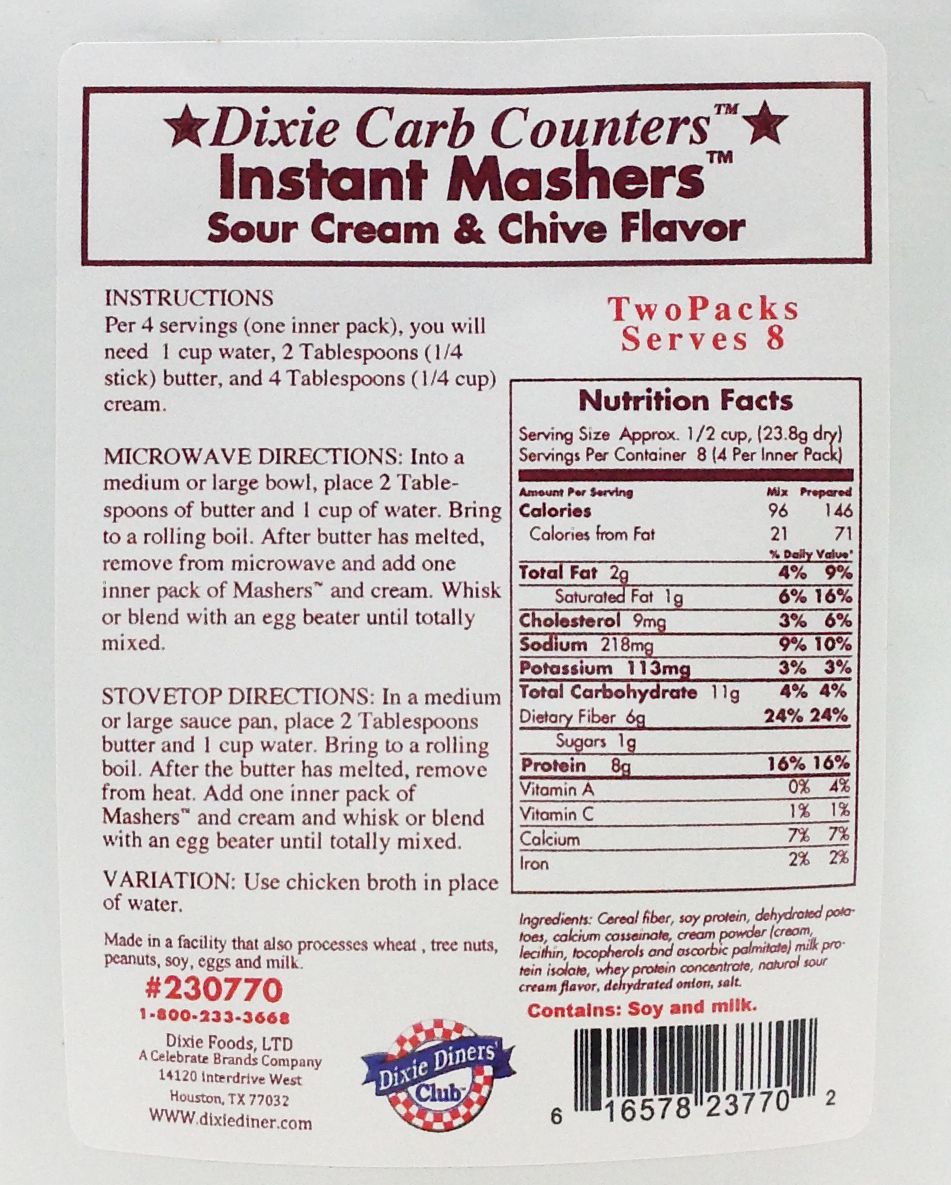 ★Dixie Carb Counters™★
Instant Mashers™
Sour Cream & Chive Flavor
INSTRUCTIONS
Per 4 servings (one inner pack), you will
need 1 cup water, 2 Tablespoons (1/4
stick) butter, and 4 Tablespoons (1/4 cup)
cream.
MICROWAVE DIRECTIONS: Into a
medium or large bowl, place 2 Table-
spoons of butter and 1 cup of water. Bring
to a rolling boil. After butter has melted,
remove from microwave and add one
inner pack of Mashers™ and cream. Whisk
or blend with an egg beater until totally
mixed.
STOVETOP DIRECTIONS: In a medium
or large sauce pan, place 2 Tablespoons
butter and 1 cup water. Bring to a rolling
boil. After the butter has melted, remove
from heat. Add one inner pack of
Mashers™ and cream and whisk or blend
with an egg beater until totally mixed.
VARIATION: Use chicken broth in place
of water.
Made in a facility that also processes wheat , tree nuts,
peanuts, soy, eggs and milk.
#230770
1-800-233-3668
Dixie Foods, LTD
A Celebrate Brands Company
14120 Interdrive West
Houston, TX 77032
WWW.dixiediner.com
Dixie Diners'
Club™
TwoPacks
Serves 8
Nutrition Facts
Serving Size Approx. 1/2 cup, (23.8g dry)
Servings Per Container 8 (4 Per Inner Pack)
Amount Per Serving Mix Prepared
Calories 96 146
Calories from Fat 21 71
% Daily Value*
Total Fat 2g 4% 9%
Saturated Fat 1g 6% 16%
Cholesterol 9mg 3% 6%
Sodium 218mg 9% 10%
Potassium 113mg 3% 3%
Total Carbohydrate 11g 4% 4%
Dietary Fiber 6g 24% 24%
Sugars 1g
Protein 8g 16% 16%
Vitamin A 0% 4%
Vitamin C 1% 1%
Calcium 7% 7%
Iron 2% 2%
Ingredients: Cereal fiber, soy protein, dehydrated pota-
toes, calcium casseinate, cream powder (cream,
lecithin, tocopherols and ascorbic palmitate) milk pro-
tein isolate, whey protein concentrate, natural sour
cream flavor, dehydrated onion, salt.
Contains: Soy and milk.
6 16578 23770 2